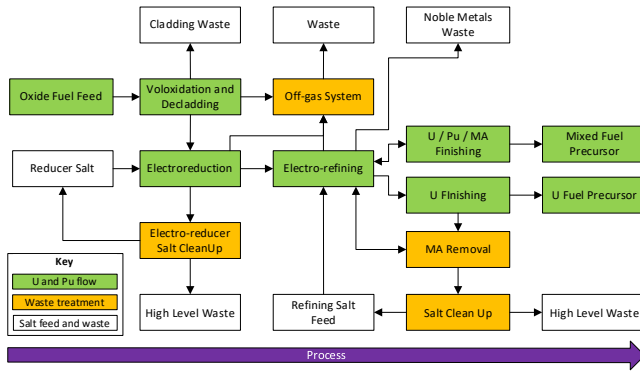 Cladding Waste
Waste
Noble Metals
Waste
Oxide Fuel Feed
Voloxidation and
Decladding
Off-gas System
U / Pu / MA
Finishing
Mixed Fuel
Precursor
Reducer Salt
Electroreduction
Electro-refining
U FInishing
U Fuel Precursor
Electro-reducer
Salt CleanUp
MA Removal
Key
U and Pu flow
Waste treatment
Salt feed and waste
High Level Waste
Refining Salt
Feed
Salt Clean Up
High Level Waste
Process